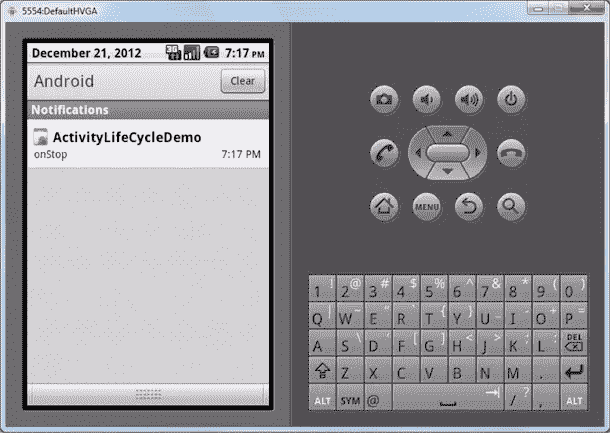 5554:DefaultHVGA
December 21, 2012 3G 7:17 PM
Android Clear
Notifications
ActivityLifeCycleDemo
onStop 7:17 PM
MENU
1 ! 2 @ 3 # 4 $ 5 % 6 ^ 7 & 8 * 9 ( 0 )
Q | W ~ E " R ` T { Y } U _ I - O + P =
A S \ D ' F [ G ] H < J > K ; L : DEL
Z X C V B N M .
ALT SYM @ / ? , ALT